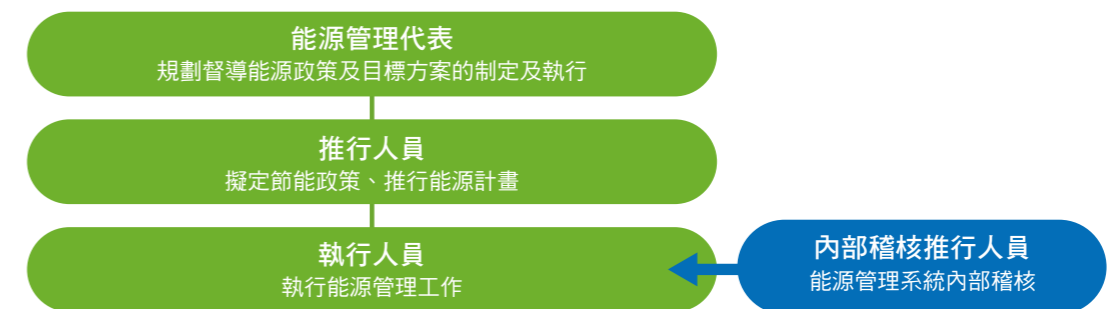 能源管理代表
規劃督導能源政策及目標方案的制定及執行
推行人員
擬定節能政策、推行能源計畫
執行人員
執行能源管理工作
內部稽核推行人員
能源管理系統內部稽核